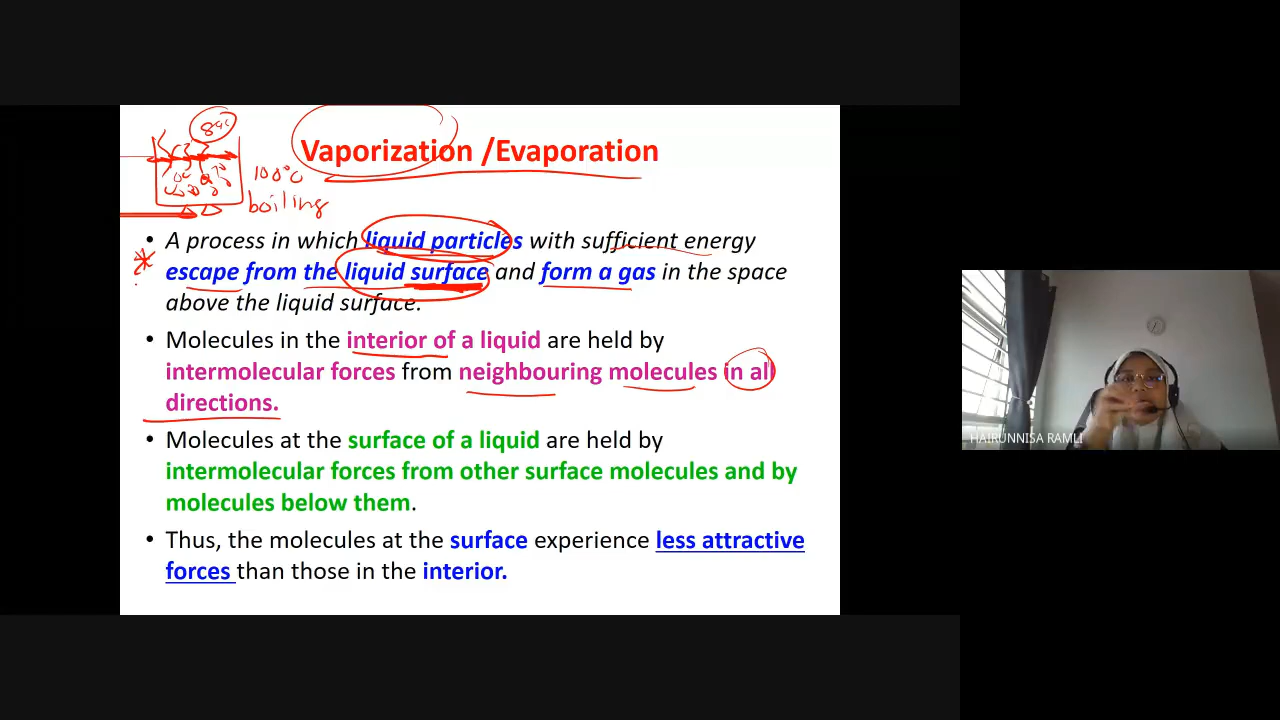 80°C
Vaporization /Evaporation
100°C
boiling
• A process in which liquid particles with sufficient energy
escape from the liquid surface and form a gas in the space
above the liquid surface.
• Molecules in the interior of a liquid are held by
intermolecular forces from neighbouring molecules in all
directions.
• Molecules at the surface of a liquid are held by
intermolecular forces from other surface molecules and by
molecules below them.
• Thus, the molecules at the surface experience less attractive
forces than those in the interior.
HAIRUNNISA RAMLI